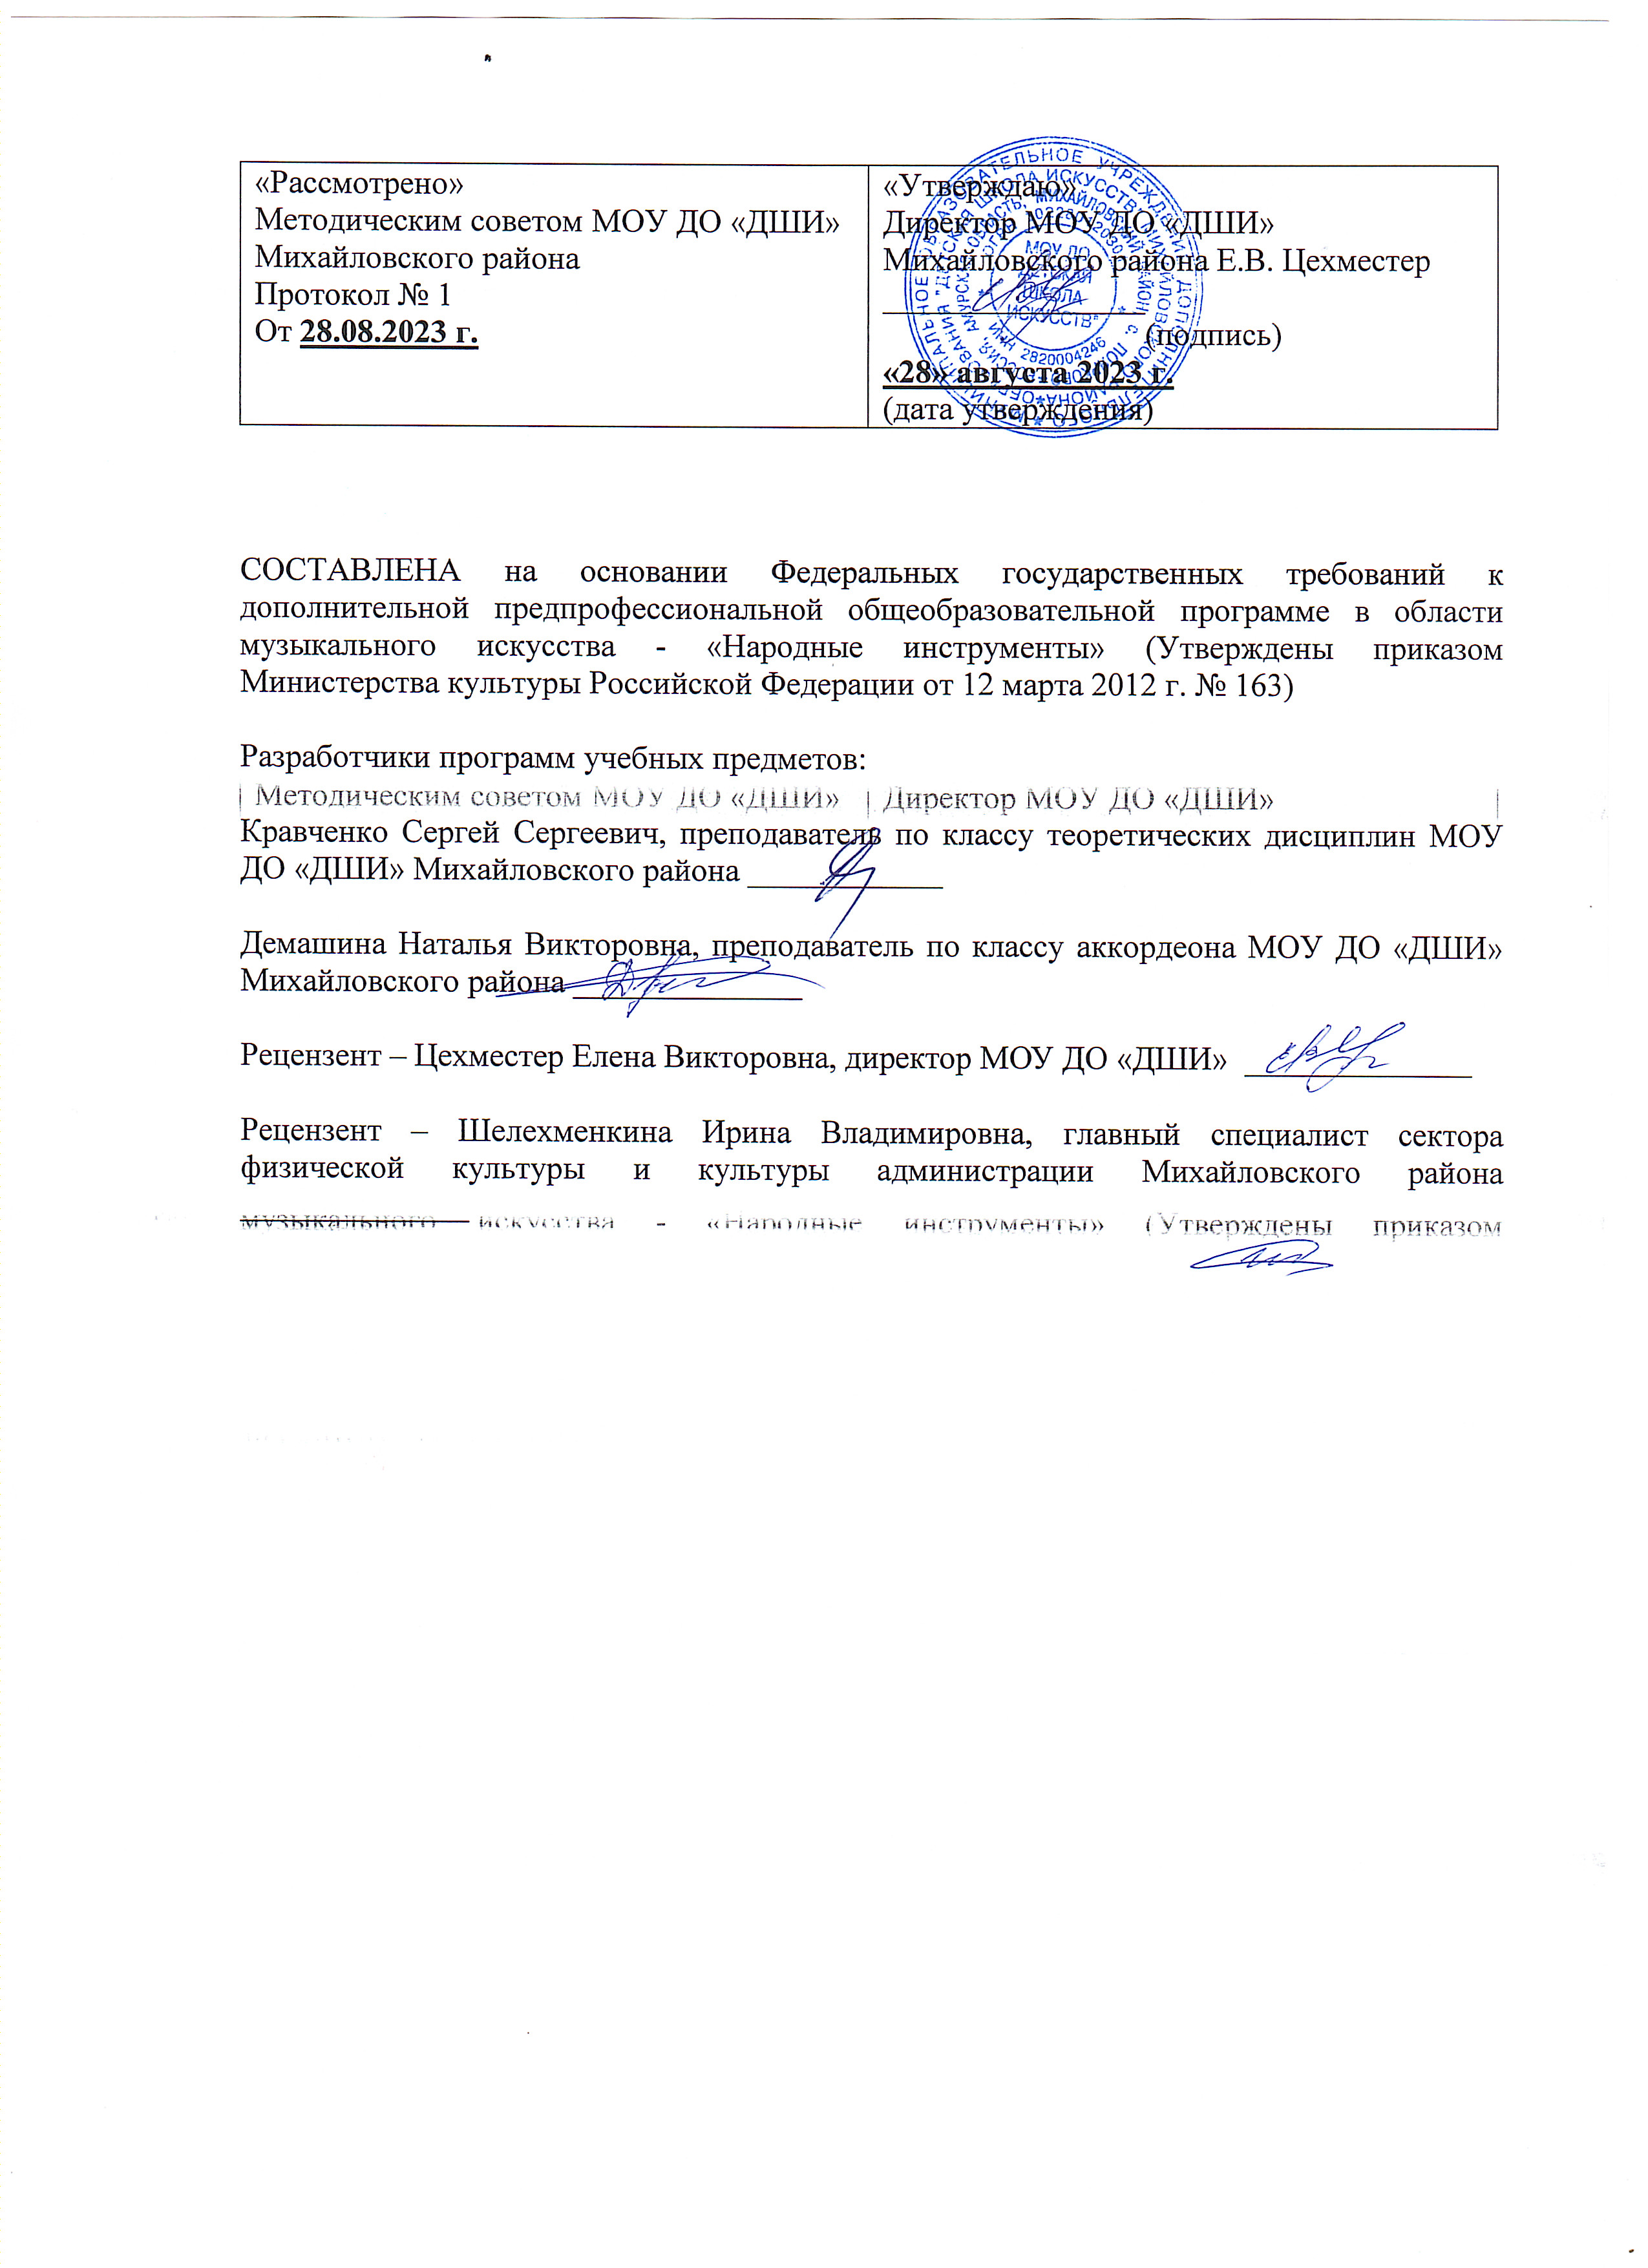 «Рассмотрено»
Методическим советом МОУ ДО «ДШИ»
Михайловского района
Протокол № 1
От 28.08.2023 г.
«Утверждаю»
Директор МОУ ДО «ДШИ»
Михайловского района Е.В. Цехместер
(подпись)
«28» августа 2023 г.
(дата утверждения)
МОУ ДО
ШКОЛА
ИСКУССТВ"
ИНН 2820004246
СОСТАВЛЕНА на основании Федеральных государственных требований к
дополнительной предпрофессиональной общеобразовательной программе в области
музыкального искусства - «Народные инструменты» (Утверждены приказом
Министерства культуры Российской Федерации от 12 марта 2012 г. № 163)
Разработчики программ учебных предметов:
Методическим советом МОУ ДО «ДШИ» Директор МОУ ДО «ДШИ»
Кравченко Сергей Сергеевич, преподаватель по классу теоретических дисциплин МОУ
ДО «ДШИ» Михайловского района
Демашина Наталья Викторовна, преподаватель по классу аккордеона МОУ ДО «ДШИ»
Михайловского района
Рецензент – Цехместер Елена Викторовна, директор МОУ ДО «ДШИ»
Рецензент – Шелехменкина Ирина Владимировна, главный специалист сектора
физической культуры и культуры администрации Михайловского района
музыкального искусства - «Народные инструменты» (Утверждены приказом